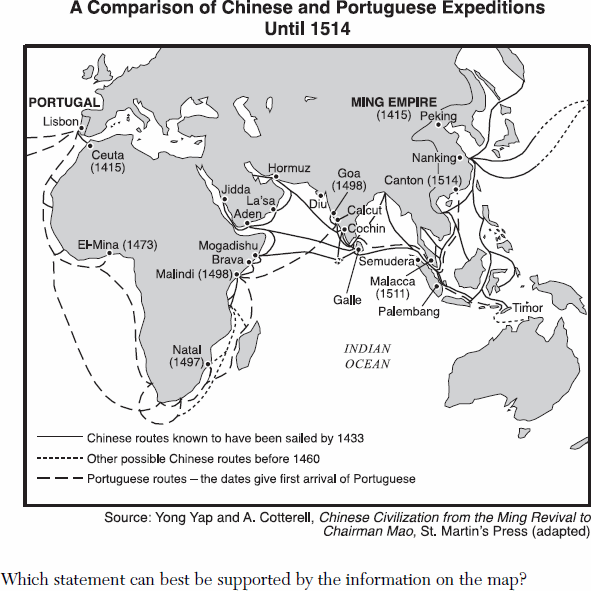 A Comparison of Chinese and Portuguese Expeditions
Until 1514
PORTUGAL
Lisbon
Ceuta
(1415)
MING EMPIRE
(1415)
Peking
Nanking
Canton (1514)
Hormuz
Goa
(1498)
Jidda
La'sa
Aden
Diu
Calcut
Cochin
El-Mina (1473)
Mogadishu
Brava
Malindi (1498)
Semudera
Malacca
(1511)
Galle
Palembang
Timor
Natal
(1497)
INDIAN
OCEAN
Chinese routes known to have been sailed by 1433
Other possible Chinese routes before 1460
Portuguese routes – the dates give first arrival of Portuguese
Source: Yong Yap and A. Cotterell, Chinese Civilization from the Ming Revival to
Chairman Mao, St. Martin's Press (adapted)
Which statement can best be supported by the information on the map?